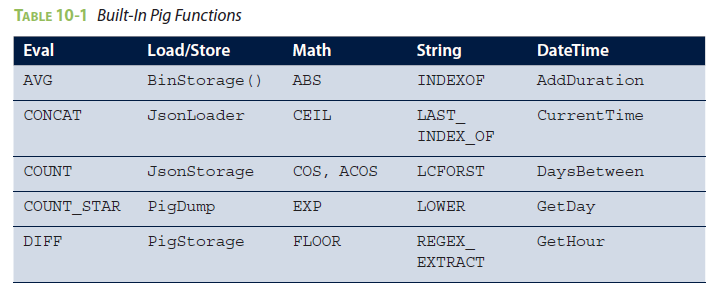 TABLE 10-1 Built-In Pig Functions
Eval Load/Store Math String DateTime
AVG BinStorage() ABS INDEXOF AddDuration
CONCAT JsonLoader CEIL LAST_ CurrentTime
INDEX_OF
COUNT JsonStorage COS, ACOS LCFORST DaysBetween
COUNT_STAR PigDump EXP LOWER GetDay
DIFF PigStorage FLOOR REGEX_ GetHour
EXTRACT